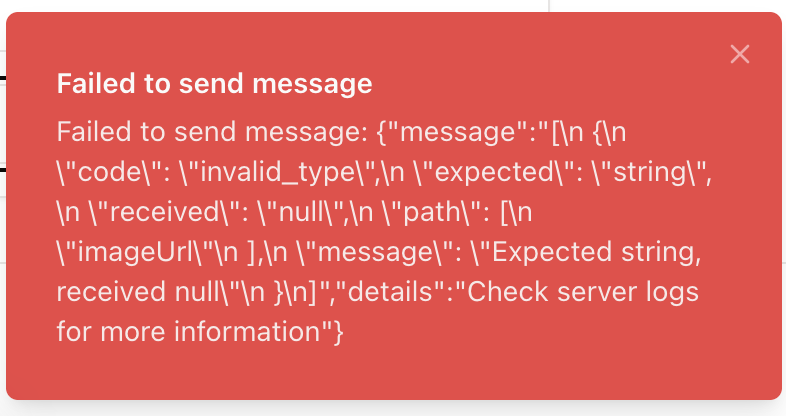 Failed to send message
Failed to send message: {"message":"[\n {\n
\"code\": \"invalid_type\",\n \"expected\": \"string\",
\n \"received\": \"null\",\n \"path\": [\n
\"imageUrl\"\n ],\n \"message\": \"Expected string,
received null\"\n }\n]","details":"Check server logs
for more information"}